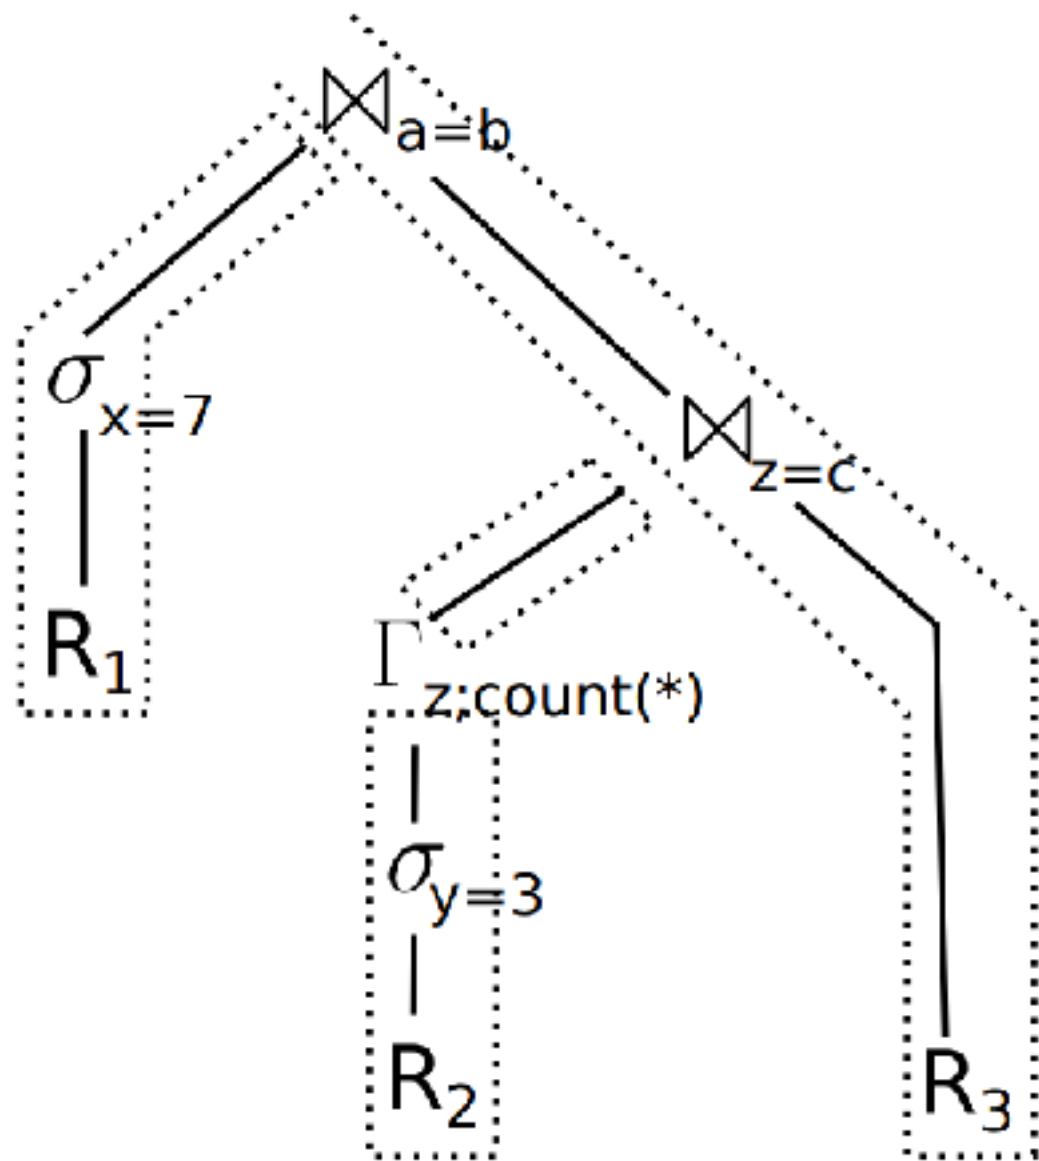 ⋈a=b
σx=7
⋈z=c
R1
Γz;count(*)
σy=3
R2
R3